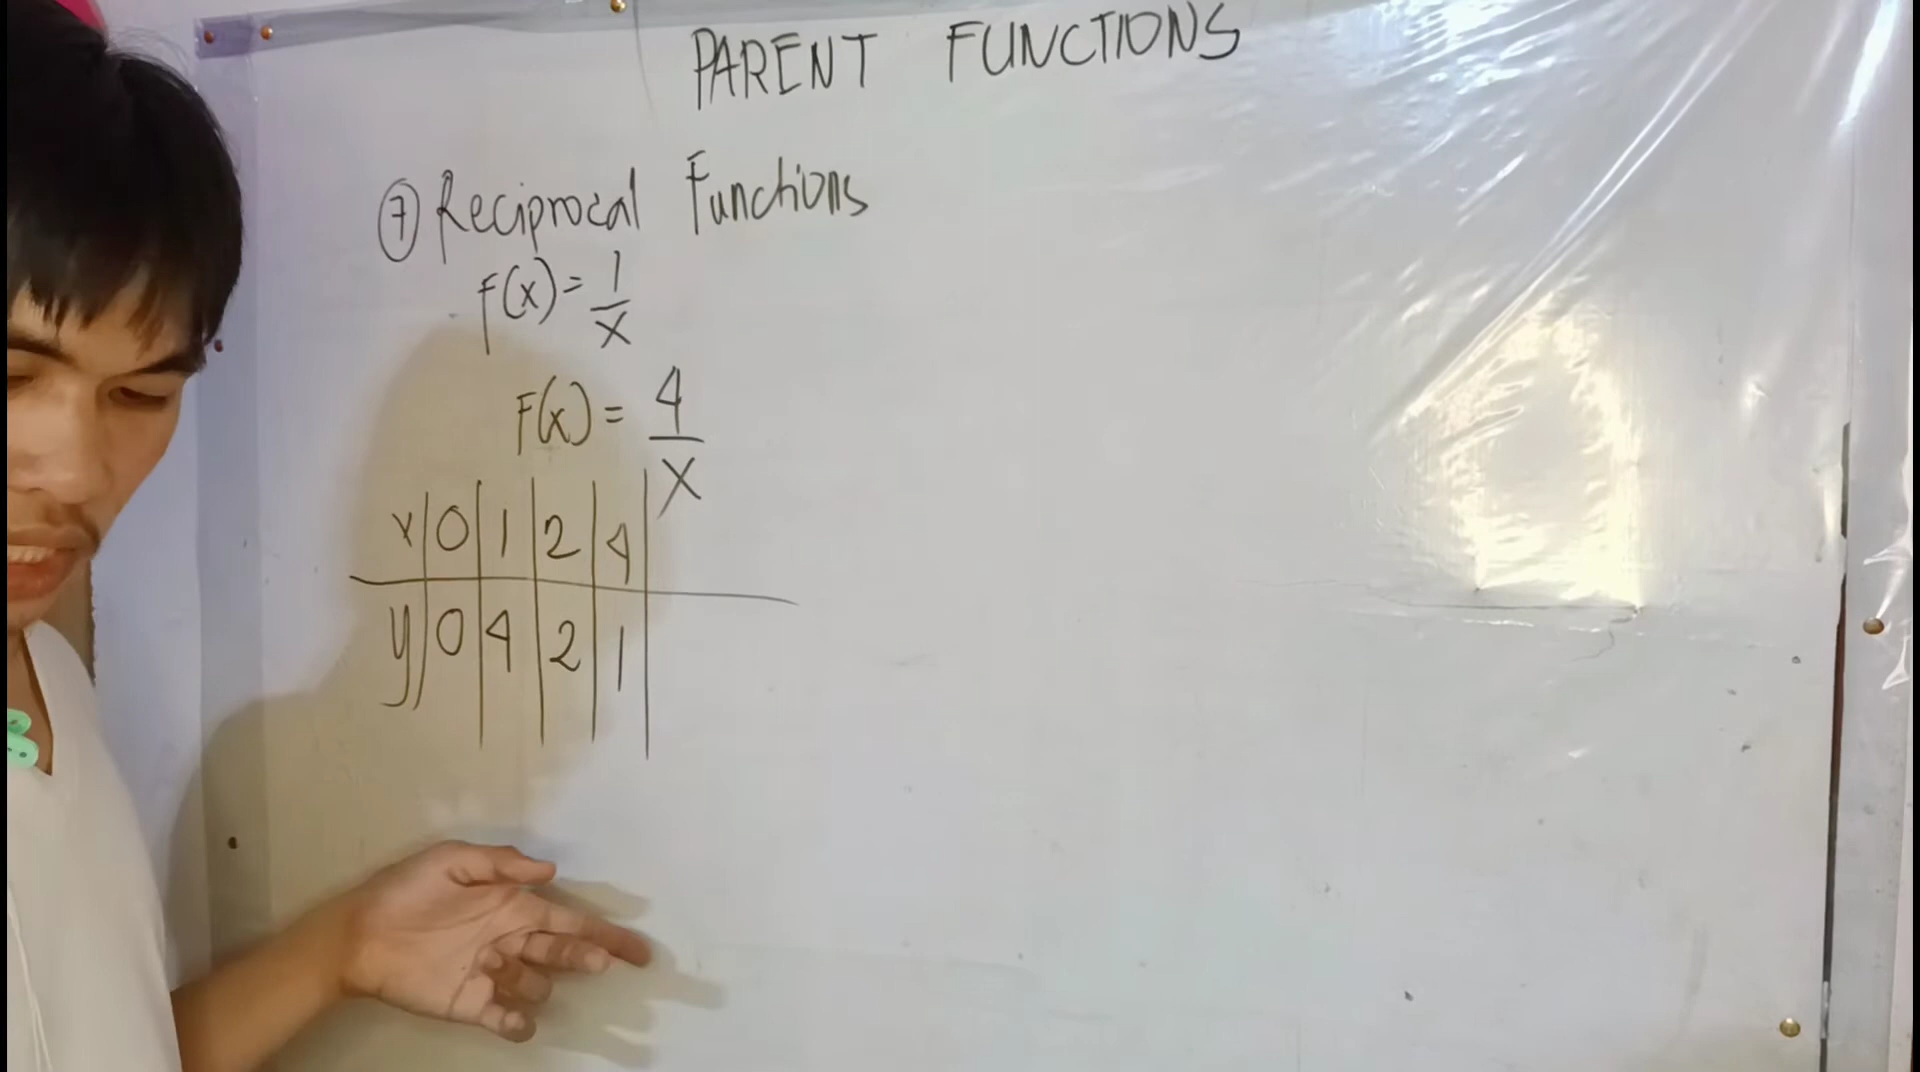 PARENT FUNCTIONS
⑦ Reciprocal Functions
f(x) = 1/x
F(x) = 4/x
x | 0 | 1 | 2 | 4 |
y | 0 | 4 | 2 | 1 |